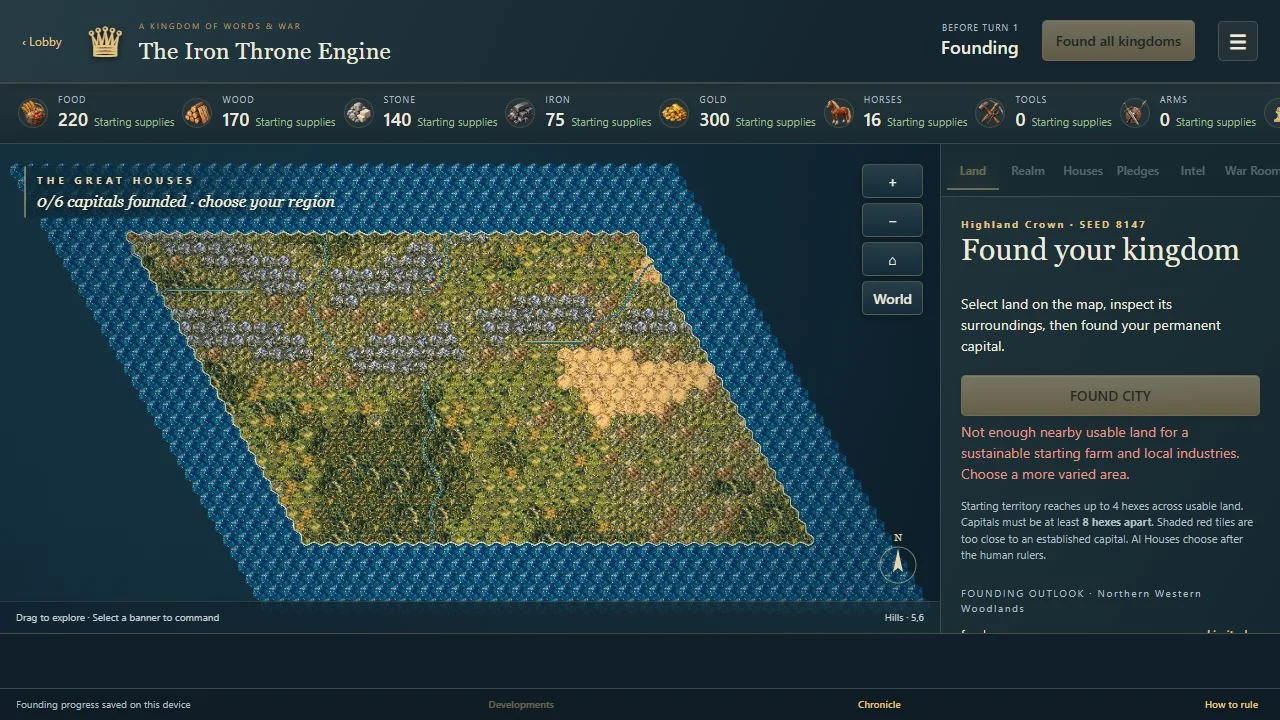 ‹ Lobby
A KINGDOM OF WORDS & WAR
The Iron Throne Engine
BEFORE TURN 1
Founding
Found all kingdoms
FOOD
220 Starting supplies
WOOD
170 Starting supplies
STONE
140 Starting supplies
IRON
75 Starting supplies
GOLD
300 Starting supplies
HORSES
16 Starting supplies
TOOLS
0 Starting supplies
ARMS
0 Starting supplies
THE GREAT HOUSES
0/6 capitals founded · choose your region
+
−
⌂
World
N
Drag to explore · Select a banner to command
Hills · 5,6
Land Realm Houses Pledges Intel War Room
Highland Crown • SEED 8147
Found your kingdom
Select land on the map, inspect its
surroundings, then found your permanent
capital.
FOUND CITY
Not enough nearby usable land for a
sustainable starting farm and local industries.
Choose a more varied area.
Starting territory reaches up to 4 hexes across usable land.
Capitals must be at least 8 hexes apart. Shaded red tiles are
too close to an established capital. AI Houses choose after
the human rulers.
FOUNDING OUTLOOK · Northern Western
Woodlands
Founding progress saved on this device
Developments
Chronicle
How to rule